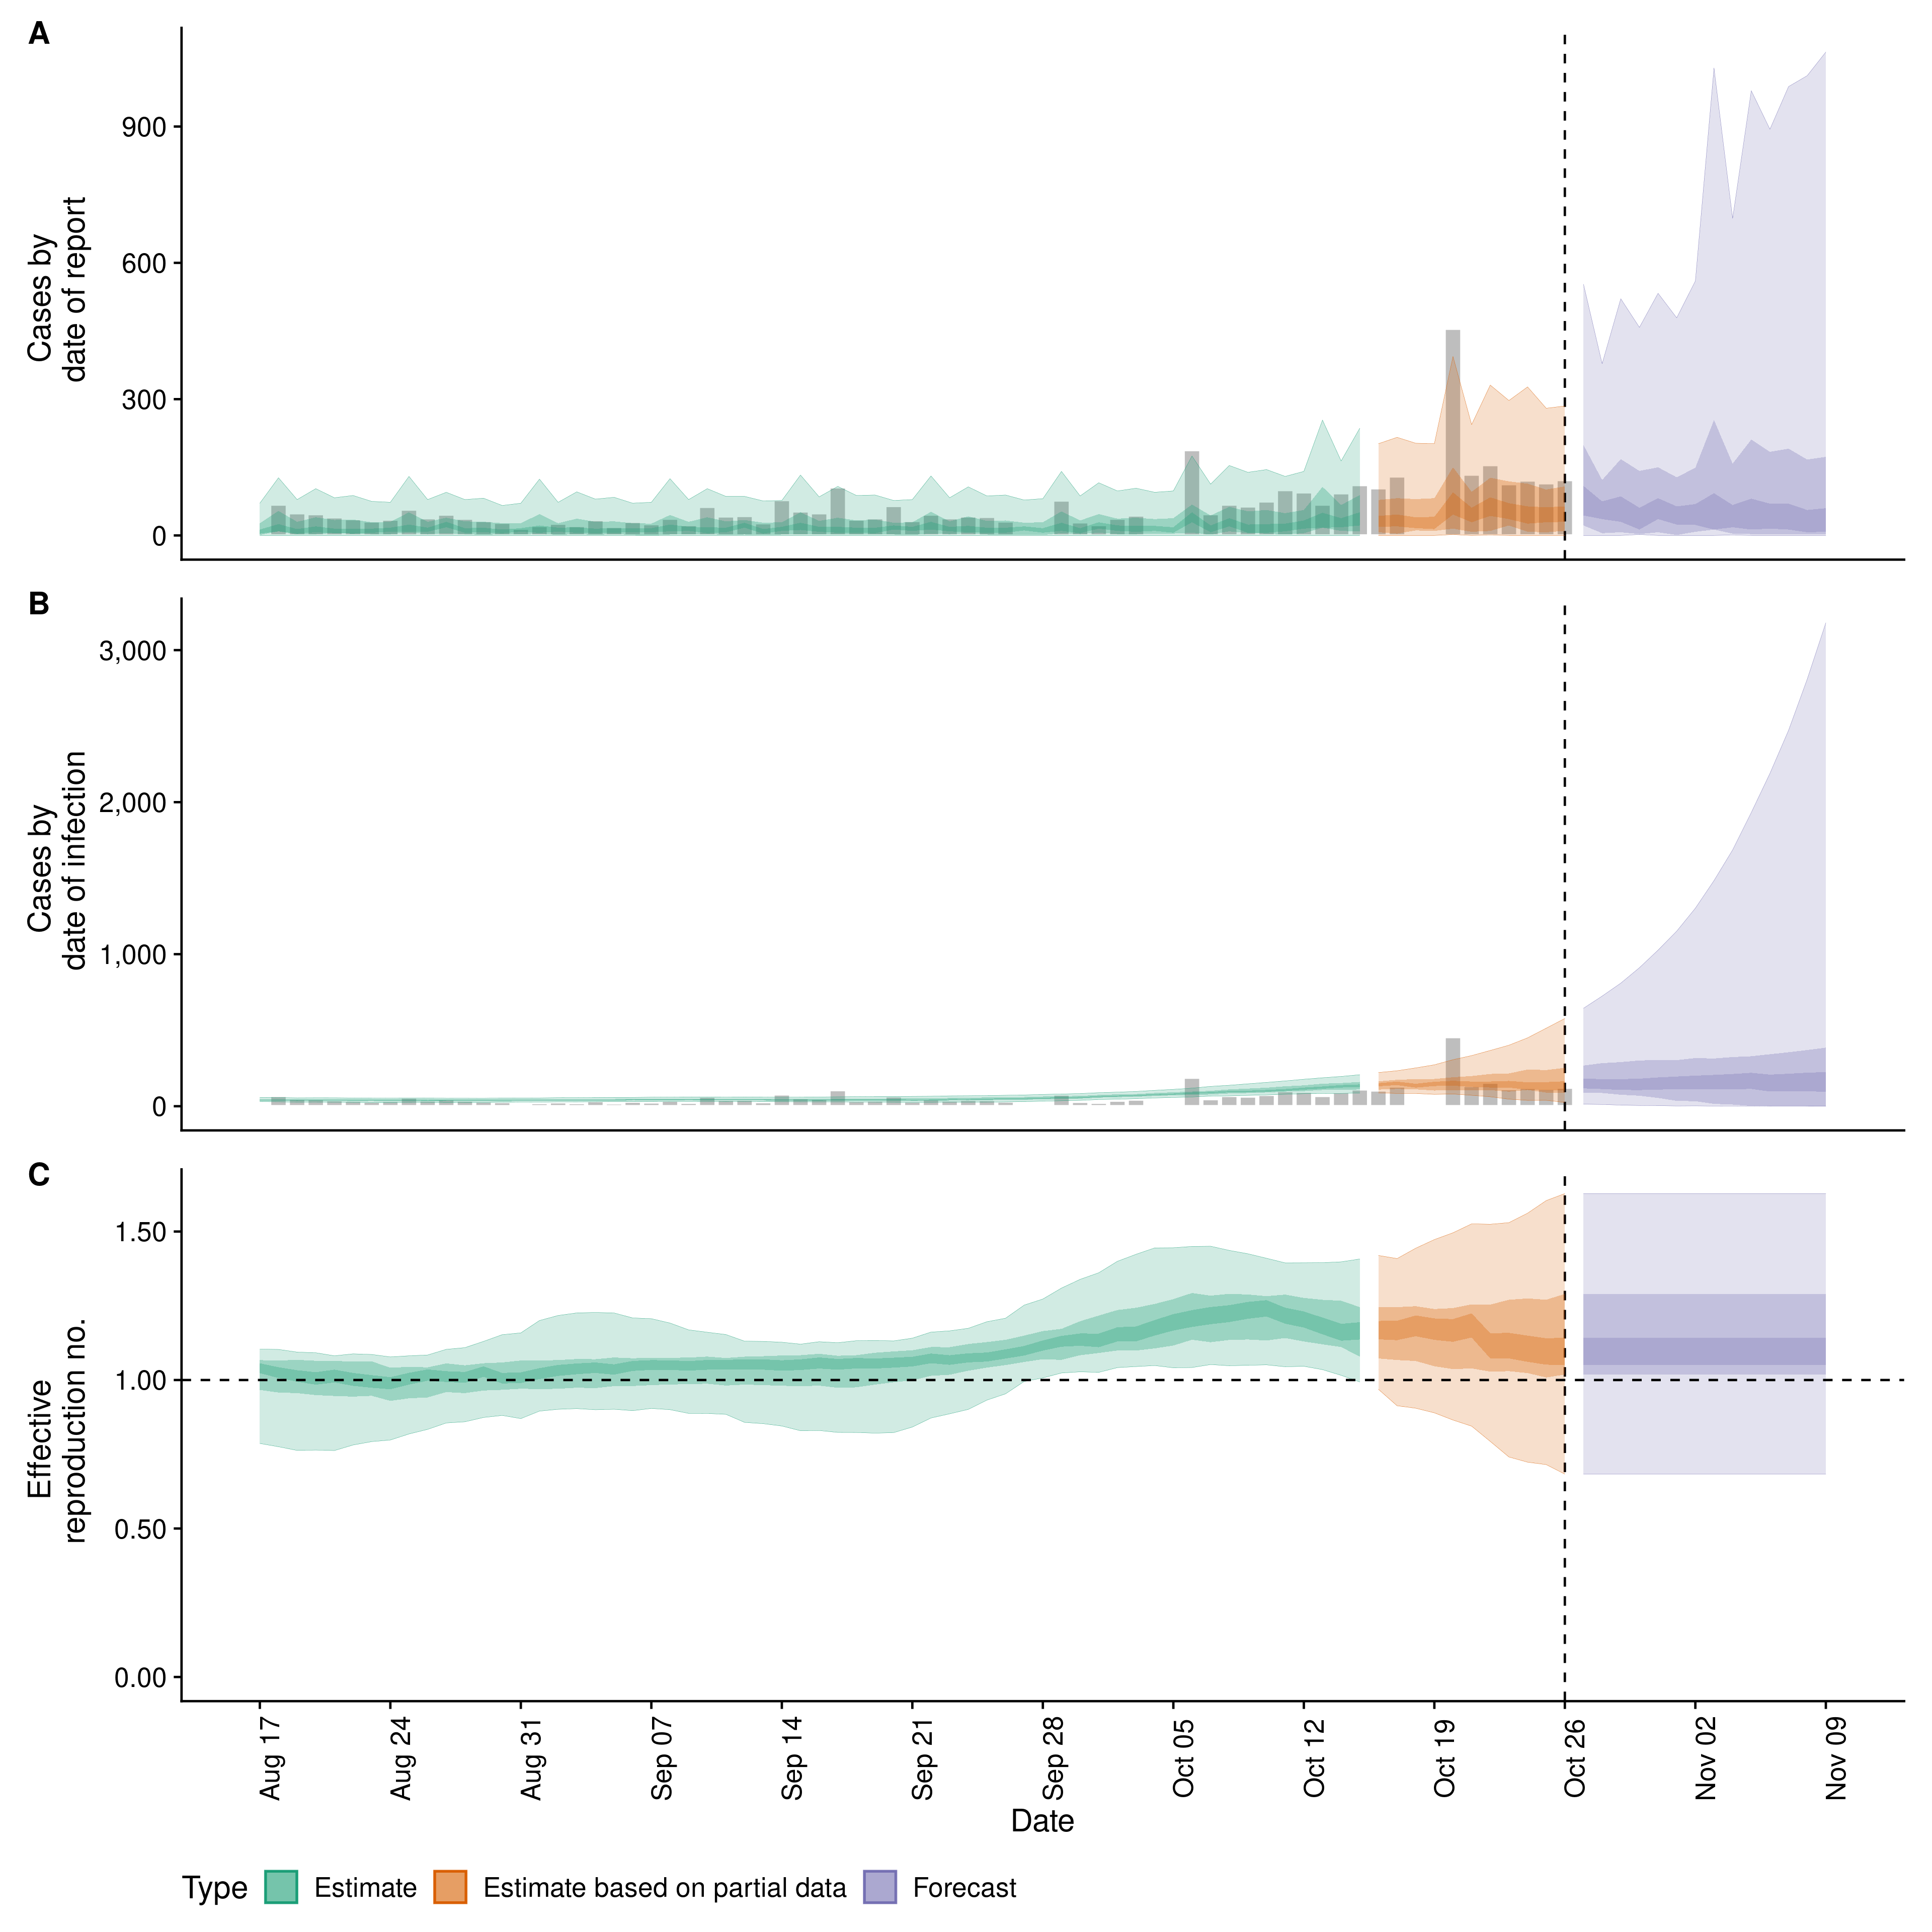 A
Cases by
date of report
900
600
300
0
B
Cases by
date of infection
3,000
2,000
1,000
0
C
Effective
reproduction no.
1.50
1.00
0.50
0.00
Aug 17
Aug 24
Aug 31
Sep 07
Sep 14
Sep 21
Sep 28
Oct 05
Oct 12
Oct 19
Oct 26
Nov 02
Nov 09
Date
Type Estimate Estimate based on partial data Forecast